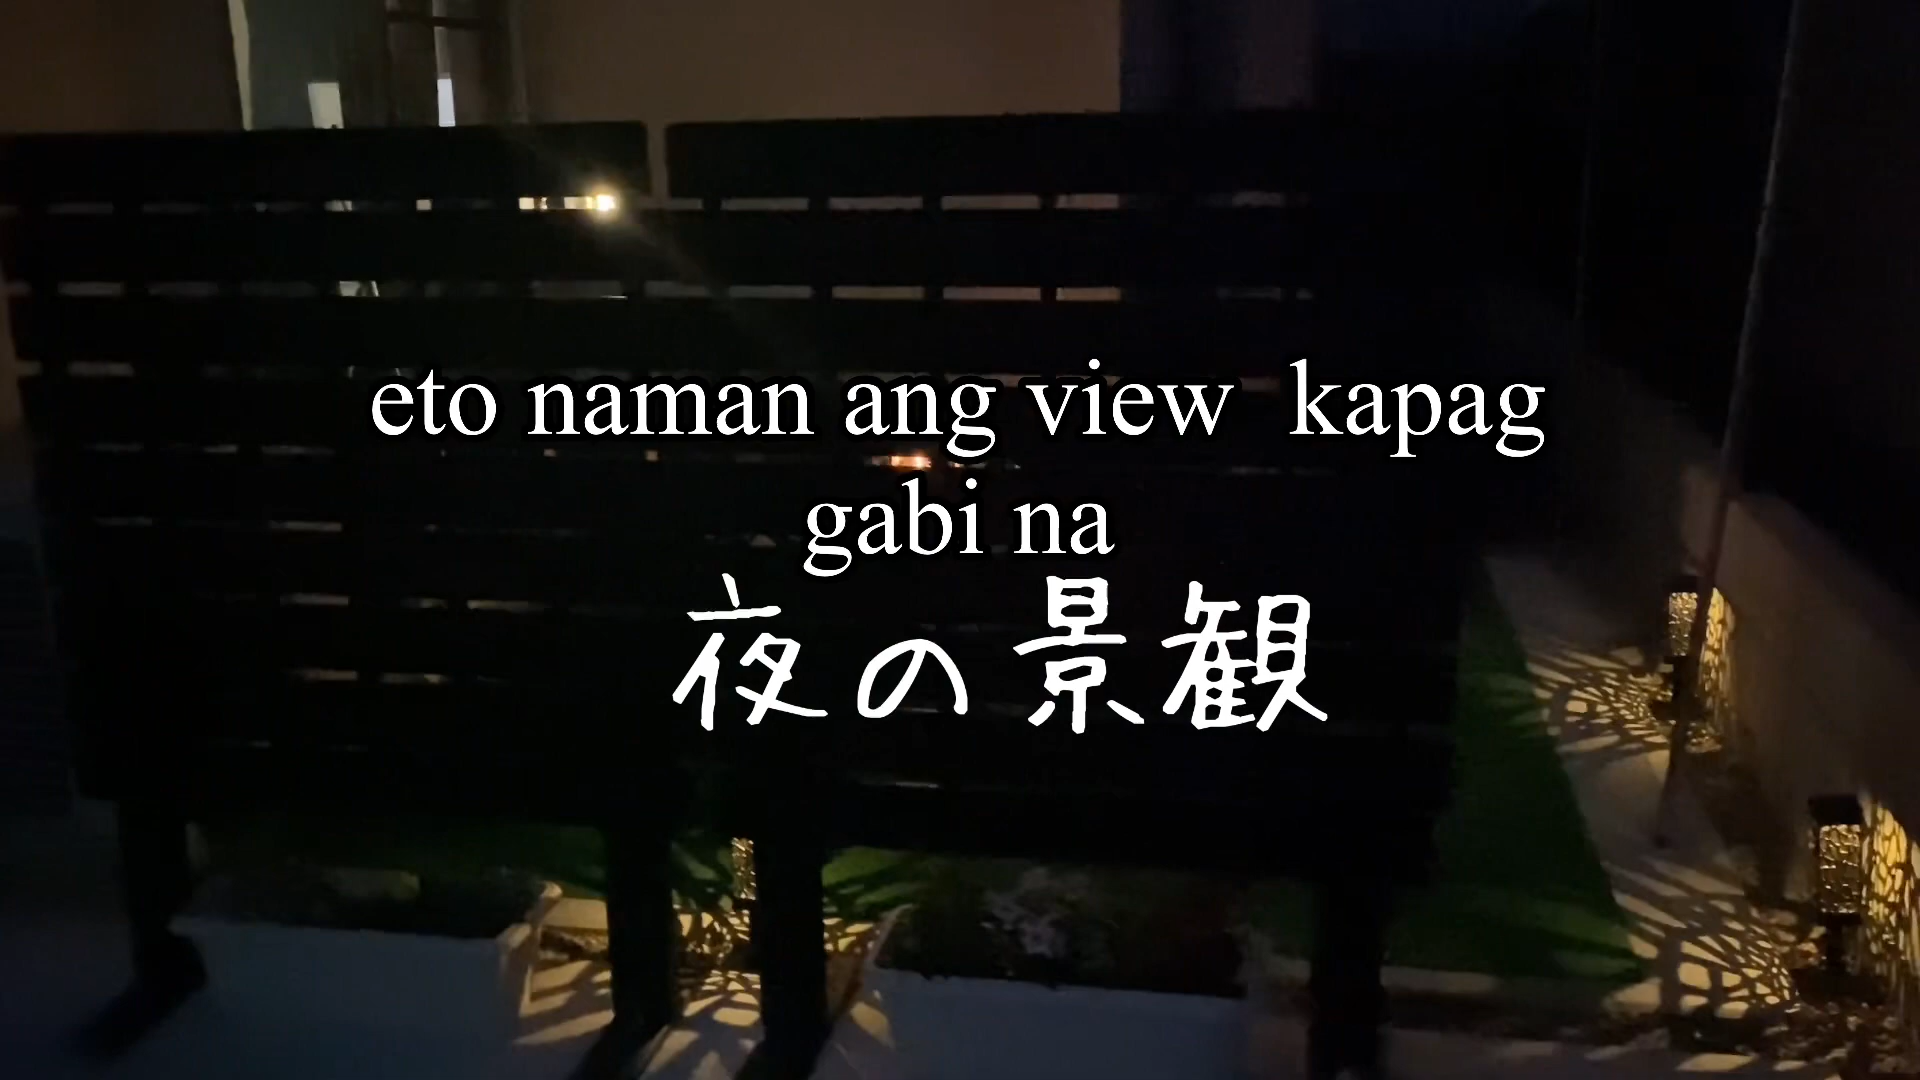 eto naman ang view  kapag
gabi na
夜の景観